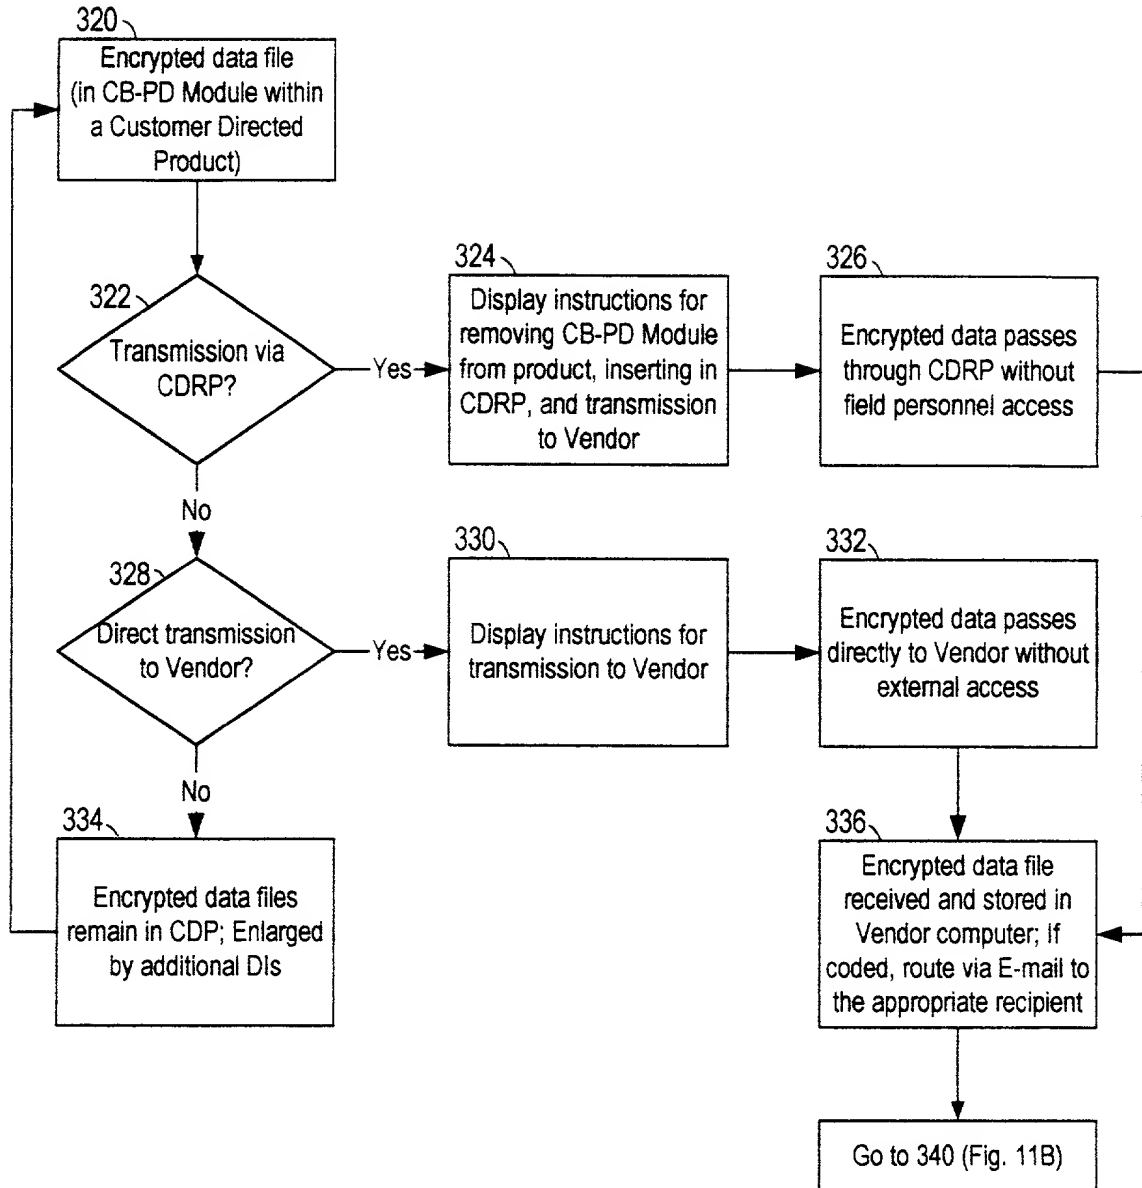 320
Encrypted data file
(in CB-PD Module within
a Customer Directed
Product)
322
Transmission via
CDRP?
Yes
324
Display instructions for
removing CB-PD Module
from product, inserting in
CDRP, and transmission
to Vendor
326
Encrypted data passes
through CDRP without
field personnel access
No
328
Direct transmission
to Vendor?
Yes
330
Display instructions for
transmission to Vendor
332
Encrypted data passes
directly to Vendor without
external access
No
334
Encrypted data files
remain in CDP; Enlarged
by additional DIs
336
Encrypted data file
received and stored in
Vendor computer; If
coded, route via E-mail to
the appropriate recipient
Go to 340 (Fig. 11B)